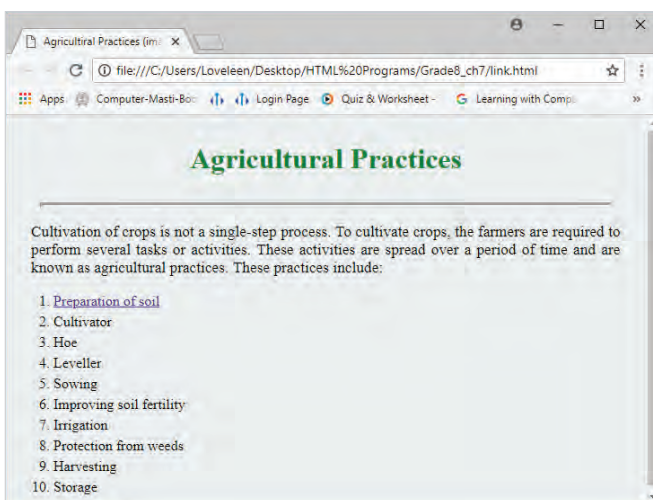 Agricultiral Practices (im
file:///C:/Users/Loveleen/Desktop/HTML%20Programs/Grade8_ch7/link.html
Apps Computer-Masti-Bo Login Page Quiz & Worksheet - G Learning with Comp »
Agricultural Practices
Cultivation of crops is not a single-step process. To cultivate crops, the farmers are required to
perform several tasks or activities. These activities are spread over a period of time and are
known as agricultural practices. These practices include:
1. Preparation of soil
2. Cultivator
3. Hoe
4. Leveller
5. Sowing
6. Improving soil fertility
7. Irrigation
8. Protection from weeds
9. Harvesting
10. Storage